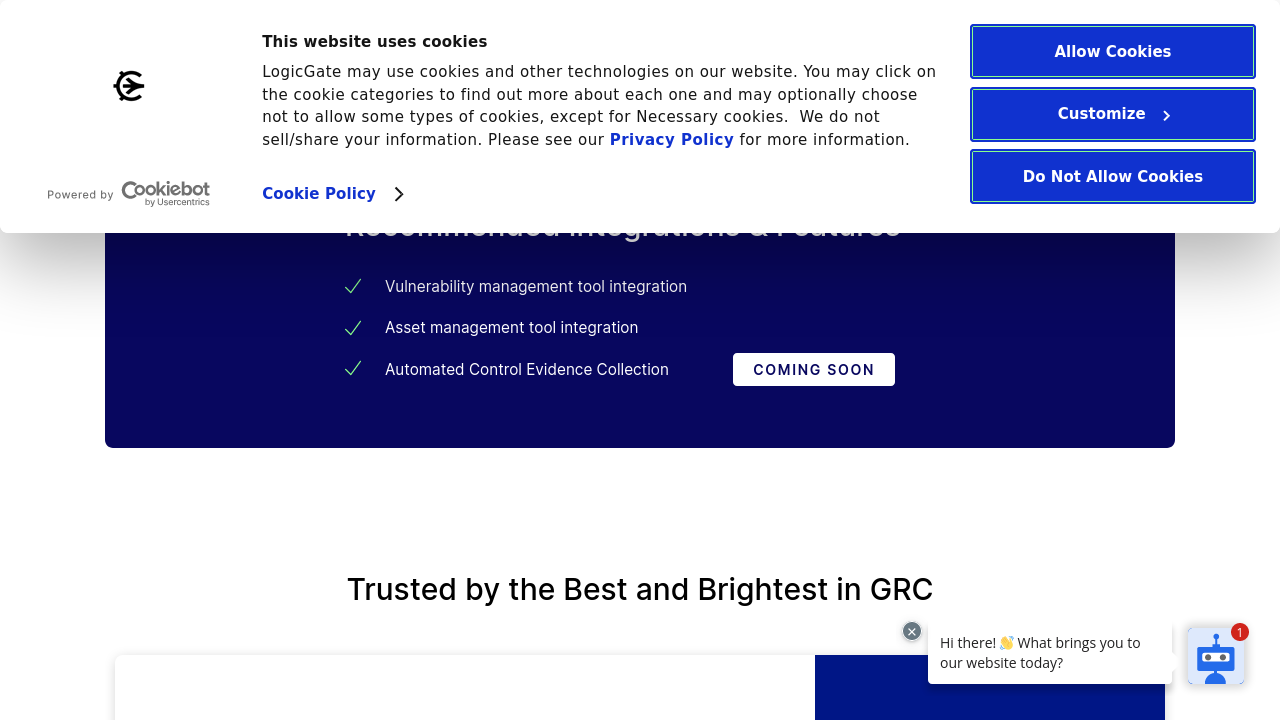 This website uses cookies
LogicGate may use cookies and other technologies on our website. You may click on
the cookie categories to find out more about each one and may optionally choose
not to allow some types of cookies, except for Necessary cookies.  We do not
sell/share your information. Please see our Privacy Policy for more information.
Cookie Policy
Powered by Cookiebot
by Usercentrics
Allow Cookies
Customize
Do Not Allow Cookies
Recommended Integrations & Features
Vulnerability management tool integration
Asset management tool integration
Automated Control Evidence Collection
COMING SOON
Trusted by the Best and Brightest in GRC
Hi there! 👋 What brings you to
our website today?
1